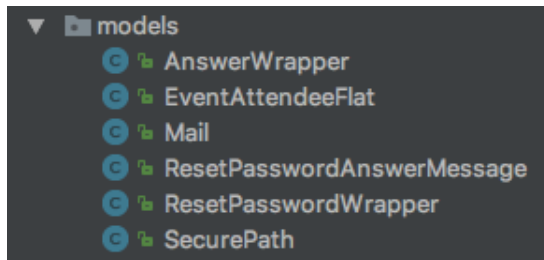 models
C AnswerWrapper
C EventAttendeeFlat
C Mail
C ResetPasswordAnswerMessage
C ResetPasswordWrapper
C SecurePath